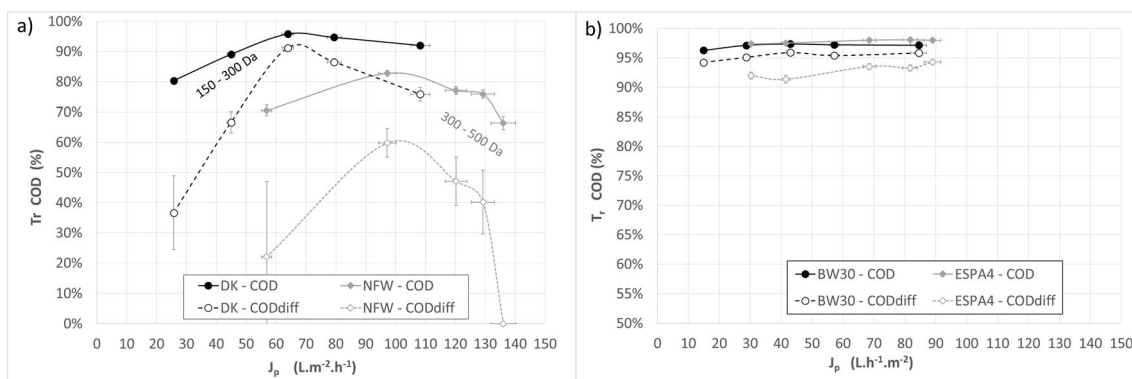 a)
100%
90%
80%
70%
60%
50%
40%
30%
20%
10%
0%
Tr COD (%)
150 - 300 Da
300 - 500 Da
DK - COD
NFW - COD
DK - CODdiff
NFW - CODdiff
0 10 20 30 40 50 60 70 80 90 100 110 120 130 140 150
Jp (L.m-2.h-1)
b)
100%
95%
90%
85%
80%
75%
70%
65%
60%
55%
50%
Tr COD (%)
BW30 - COD
ESPA4 - COD
BW30 - CODdiff
ESPA4 - CODdiff
0 10 20 30 40 50 60 70 80 90 100 110 120 130 140 150
Jp (L.h-1.m-2)